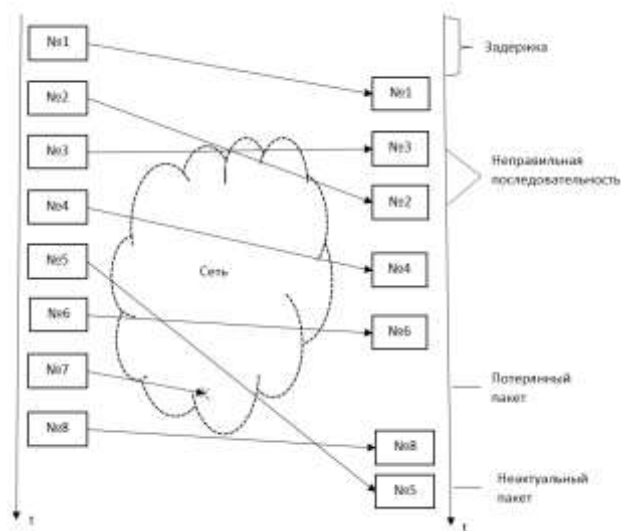 №1
№2
№3
№4
№5
№6
№7
№8
t
Сеть
№1
№3
№2
№4
№6
№8
№5
t
Задержка
Неправильная
последовательность
Потерянный
пакет
Неактуальный
пакет